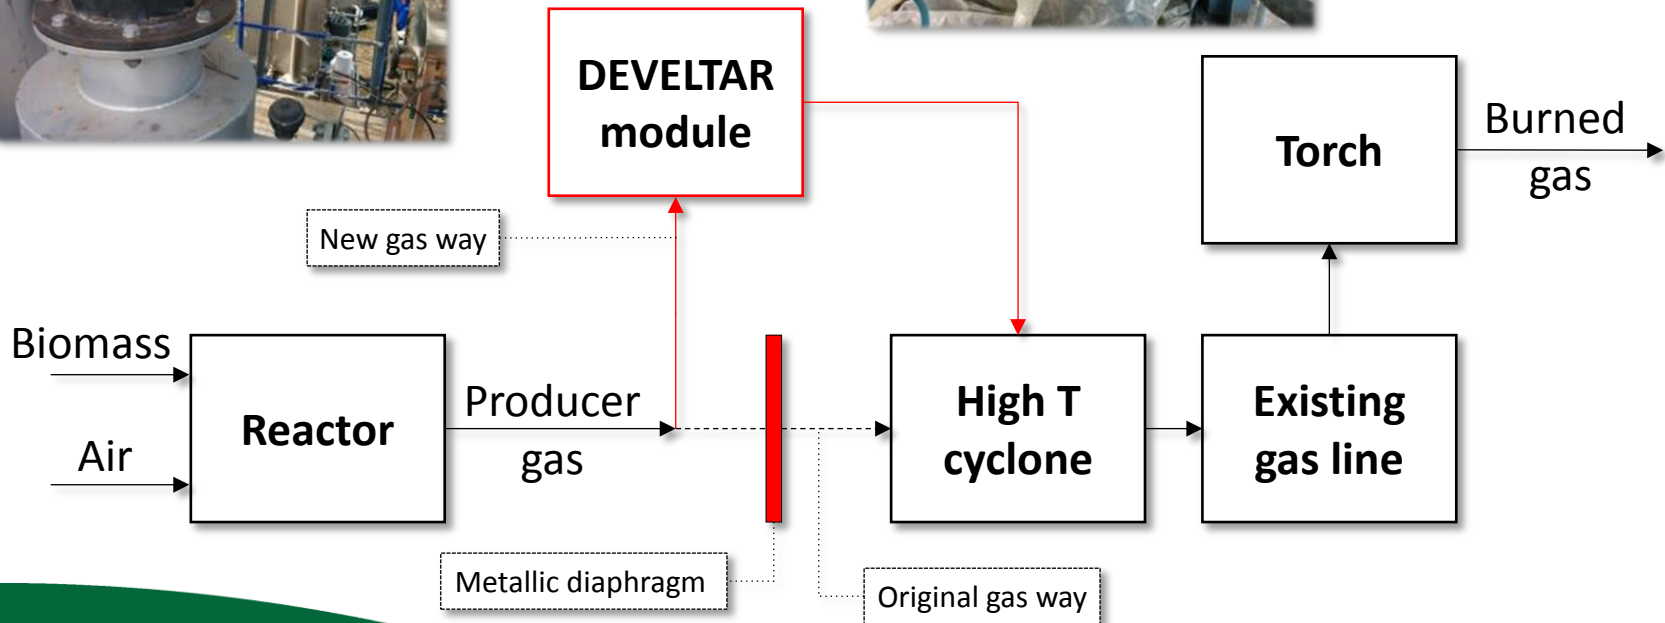 DEVELTAR
module
Torch
Burned
gas
New gas way
Biomass
Air
Reactor
Producer
gas
High T
cyclone
Existing
gas line
Metallic diaphragm
Original gas way